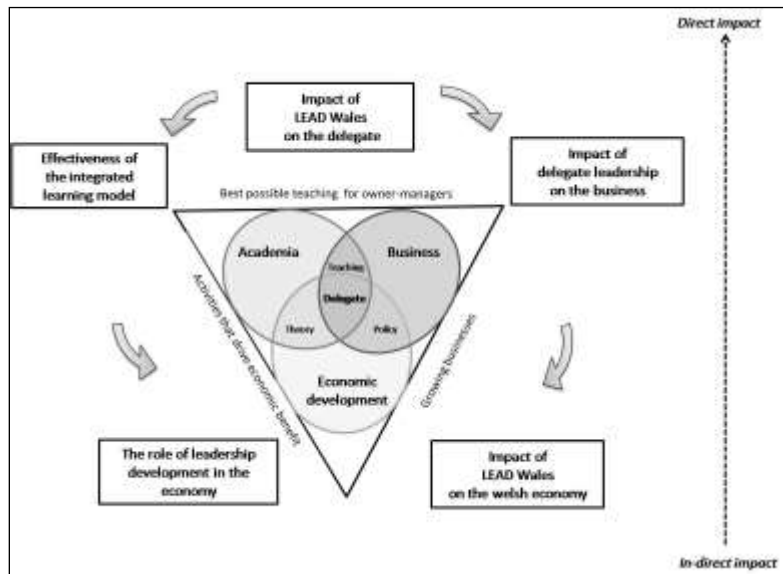 Direct impact
Impact of
LEAD Wales
on the delegate
Effectiveness of
the integrated
learning model
Impact of
delegate leadership
on the business
Best possible teaching for owner-managers
Academia
Business
Teaching
Delegate
Theory
Policy
Economic
development
Activities that drive economic benefit
Growing businesses
The role of leadership
development in the
economy
Impact of
LEAD Wales
on the welsh economy
In-direct impact